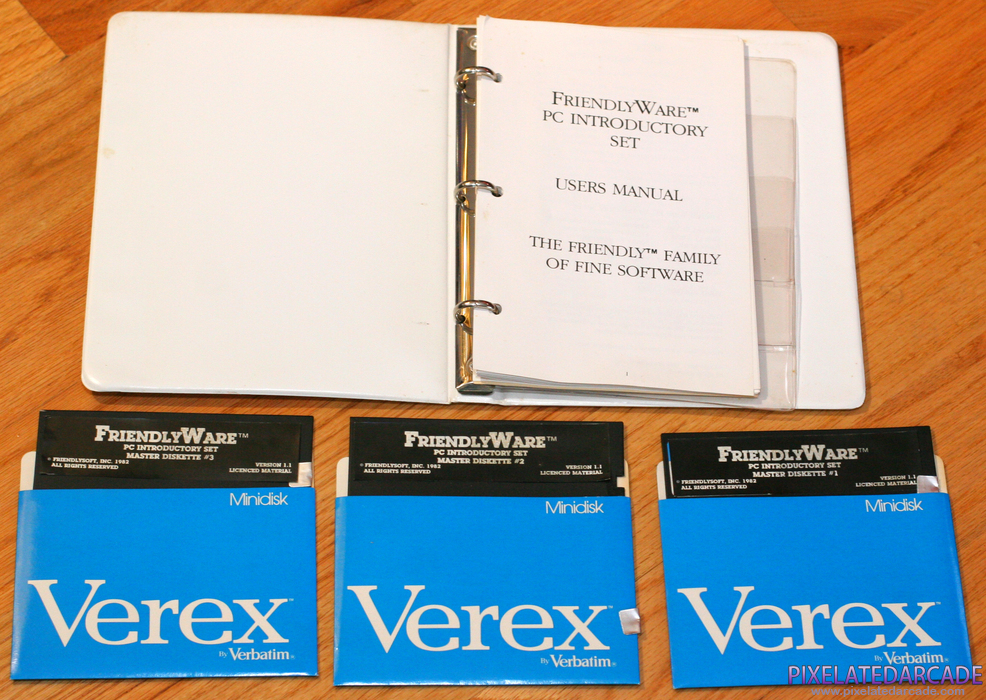 FRIENDLYWARE™
PC INTRODUCTORY
SET
USERS MANUAL
THE FRIENDLY™ FAMILY
OF FINE SOFTWARE
1
FRIENDLYWARE™
PC INTRODUCTORY SET
MASTER DISKETTE #3
© FRIENDLYSOFT, INC. 1982
ALL RIGHTS RESERVED
VERSION 1.1
LICENCED MATERIAL
Minidisk
Verex™
By Verbatim®
FRIENDLYWARE™
PC INTRODUCTORY SET
MASTER DISKETTE #2
© FRIENDLYSOFT, INC. 1982
ALL RIGHTS RESERVED
VERSION 1.1
LICENCED MATERIAL
Minidisk
Verex™
By Verbatim®
FRIENDLYWARE™
PC INTRODUCTORY SET
MASTER DISKETTE #1
© FRIENDLYSOFT, INC. 1982
ALL RIGHTS RESERVED
VERSION 1.1
LICENCED MATERIAL
Minidisk
Verex™
By Verbatim®
PIXELATEDARCADE
www.pixelatedarcade.com